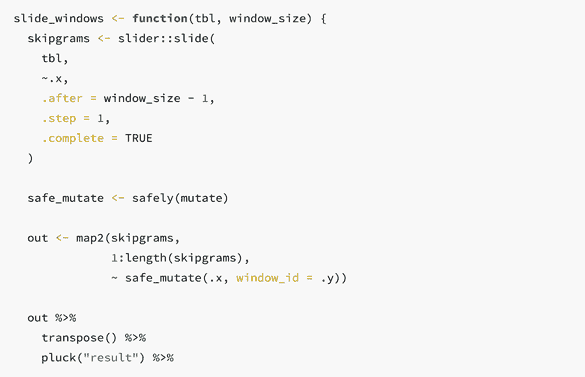 slide_windows <- function(tbl, window_size) {
  skipgrams <- slider::slide(
    tbl,
    ~.x,
    .after = window_size - 1,
    .step = 1,
    .complete = TRUE
  )

  safe_mutate <- safely(mutate)

  out <- map2(skipgrams,
              1:length(skipgrams),
              ~ safe_mutate(.x, window_id = .y))

  out %>%
    transpose() %>%
    pluck("result") %>%